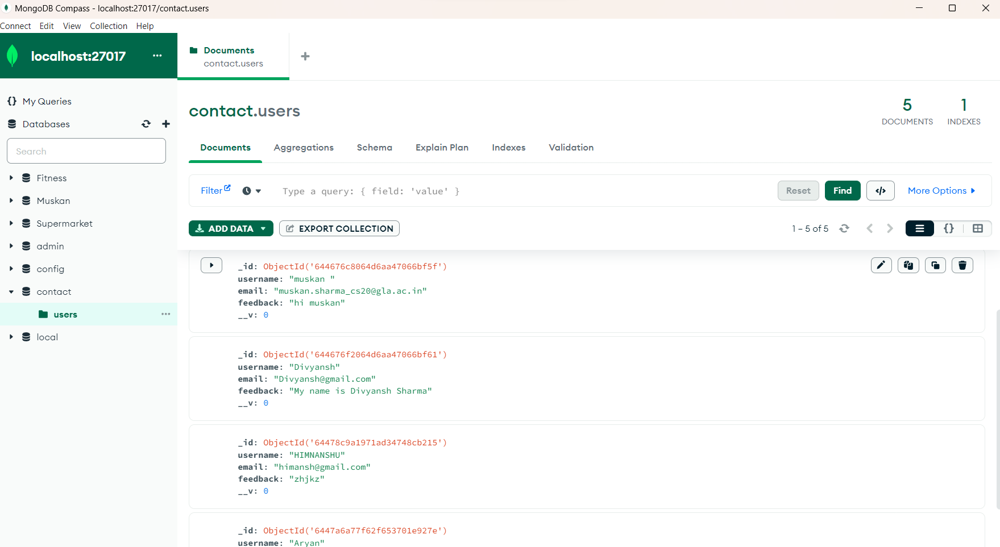 MongoDB Compass - localhost:27017/contact.users
Connect Edit View Collection Help
localhost:27017 ...
Documents
contact.users
My Queries
Databases
Search
Fitness
Muskan
Supermarket
admin
config
contact
users ...
local
contact.users
5
DOCUMENTS
1
INDEXES
Documents Aggregations Schema Explain Plan Indexes Validation
Filter Type a query: { field: 'value' } Reset Find </> More Options
ADD DATA EXPORT COLLECTION 1 – 5 of 5 {}
_id: ObjectId('644676c8064d6aa47066bf5f')
username: "muskan "
email: "muskan.sharma_cs20@gla.ac.in"
feedback: "hi muskan"
__v: 0
_id: ObjectId('644676f2064d6aa47066bf61')
username: "Divyansh"
email: "Divyansh@gmail.com"
feedback: "My name is Divyansh Sharma"
__v: 0
_id: ObjectId('64478c9a1971ad34748cb215')
username: "HIMNANSHU"
email: "himansh@gmail.com"
feedback: "zhjkz"
__v: 0
_id: ObjectId('6447a6a77f62f653701e927e')
username: "Aryan"